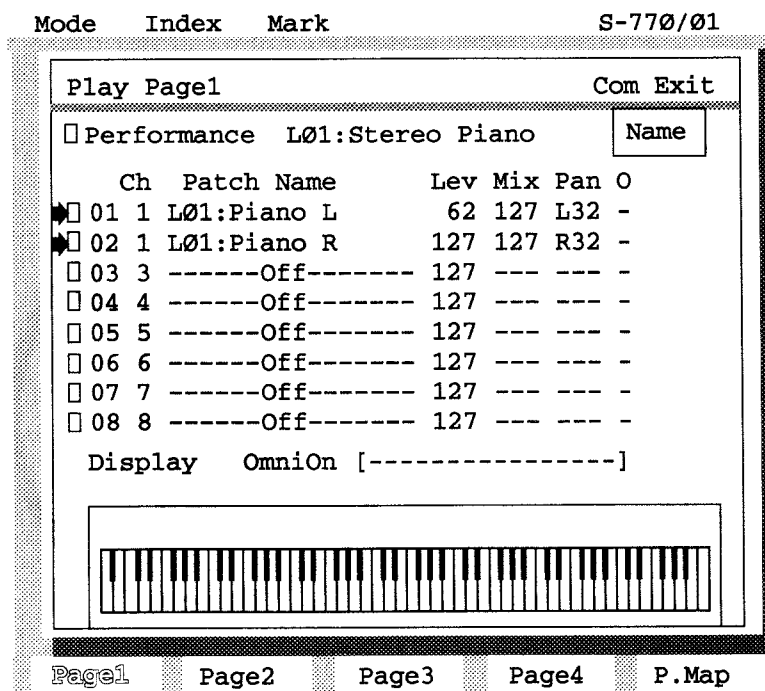 Mode Index Mark S-77Ø/Ø1
Play Page1 Com Exit
Performance LØ1:Stereo Piano Name
Ch Patch Name Lev Mix Pan O
01 1 LØ1:Piano L 62 127 L32 -
02 1 LØ1:Piano R 127 127 R32 -
03 3 ------Off------- 127 --- --- -
04 4 ------Off------- 127 --- --- -
05 5 ------Off------- 127 --- --- -
06 6 ------Off------- 127 --- --- -
07 7 ------Off------- 127 --- --- -
08 8 ------Off------- 127 --- --- -
Display OmniOn [----------------]
Page1 Page2 Page3 Page4 P.Map